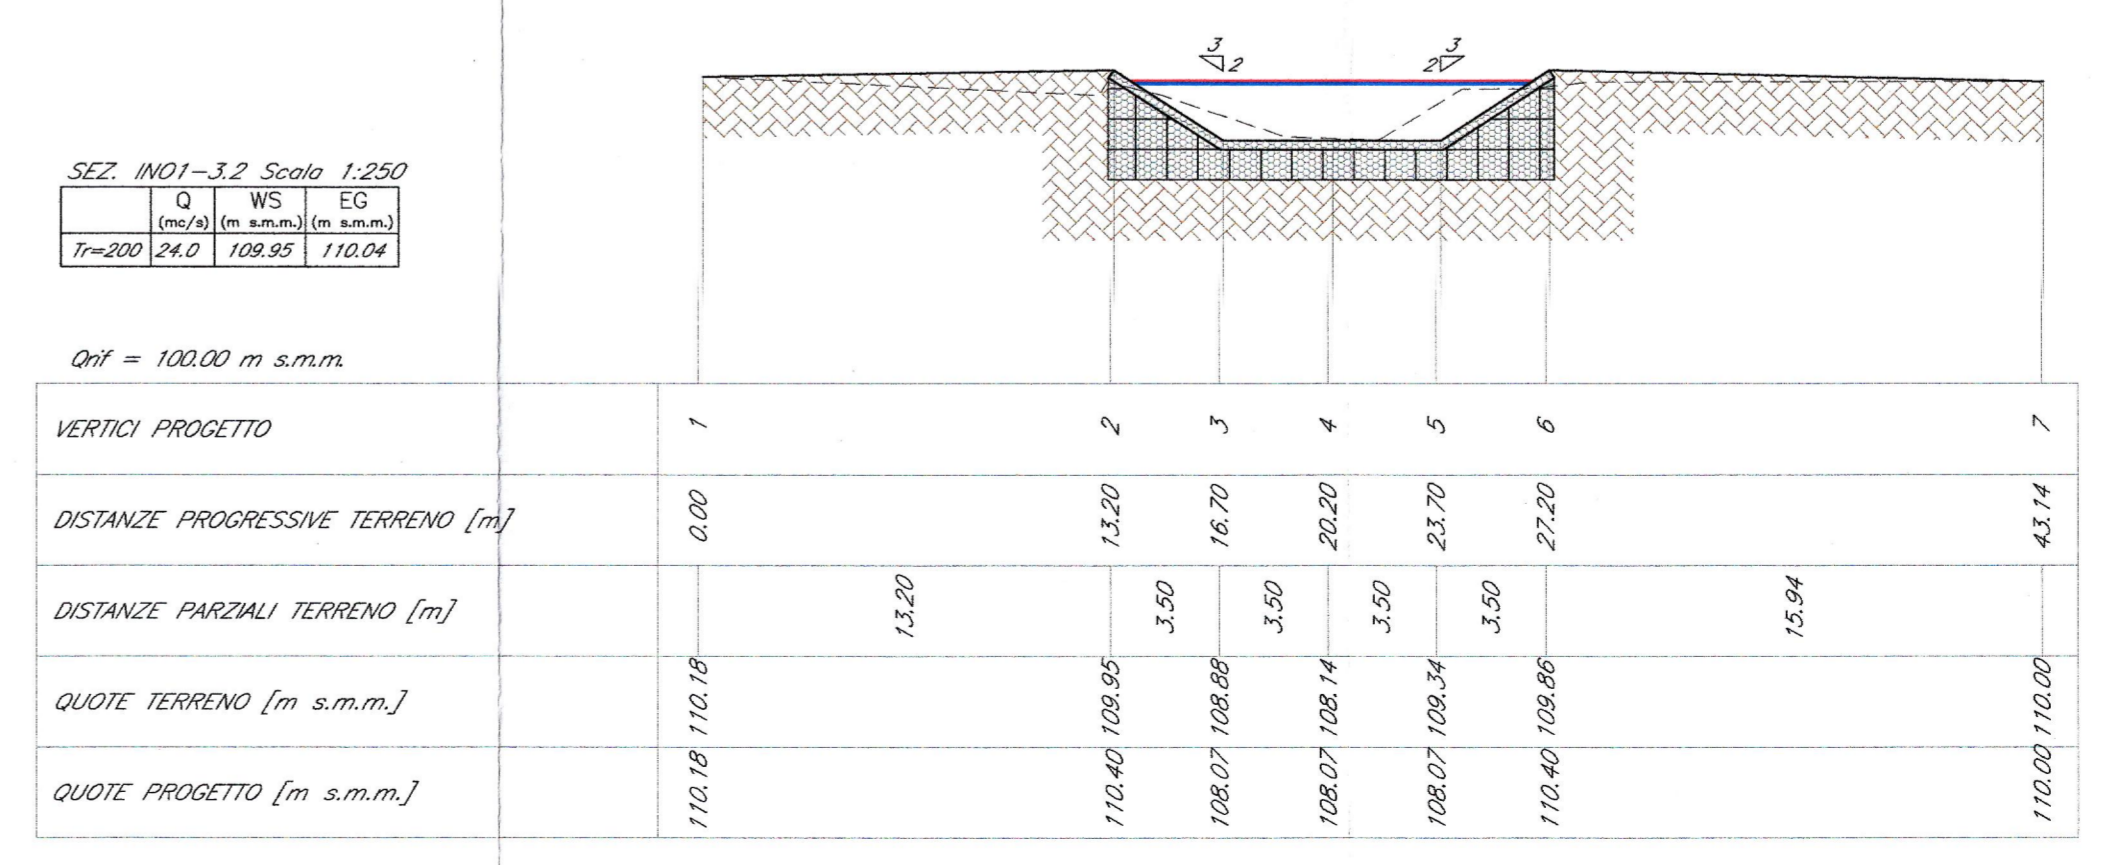 3
2
3
2
SEZ. INO1-3.2 Scala 1:250
Q WS EG
(mc/s) (m s.m.m.) (m s.m.m.)
Tr=200 24.0 109.95 110.04
Qrif = 100.00 m s.m.m.
VERTICI PROGETTO 1 2 3 4 5 6 7
DISTANZE PROGRESSIVE TERRENO [m] 0.00 13.20 16.70 20.20 23.70 27.20 43.14
DISTANZE PARZIALI TERRENO [m] 13.20 3.50 3.50 3.50 3.50 15.94
QUOTE TERRENO [m s.m.m.] 110.18 109.95 108.88 108.14 109.34 109.86 110.00
QUOTE PROGETTO [m s.m.m.] 110.18 110.40 108.07 108.07 108.07 110.40 110.00